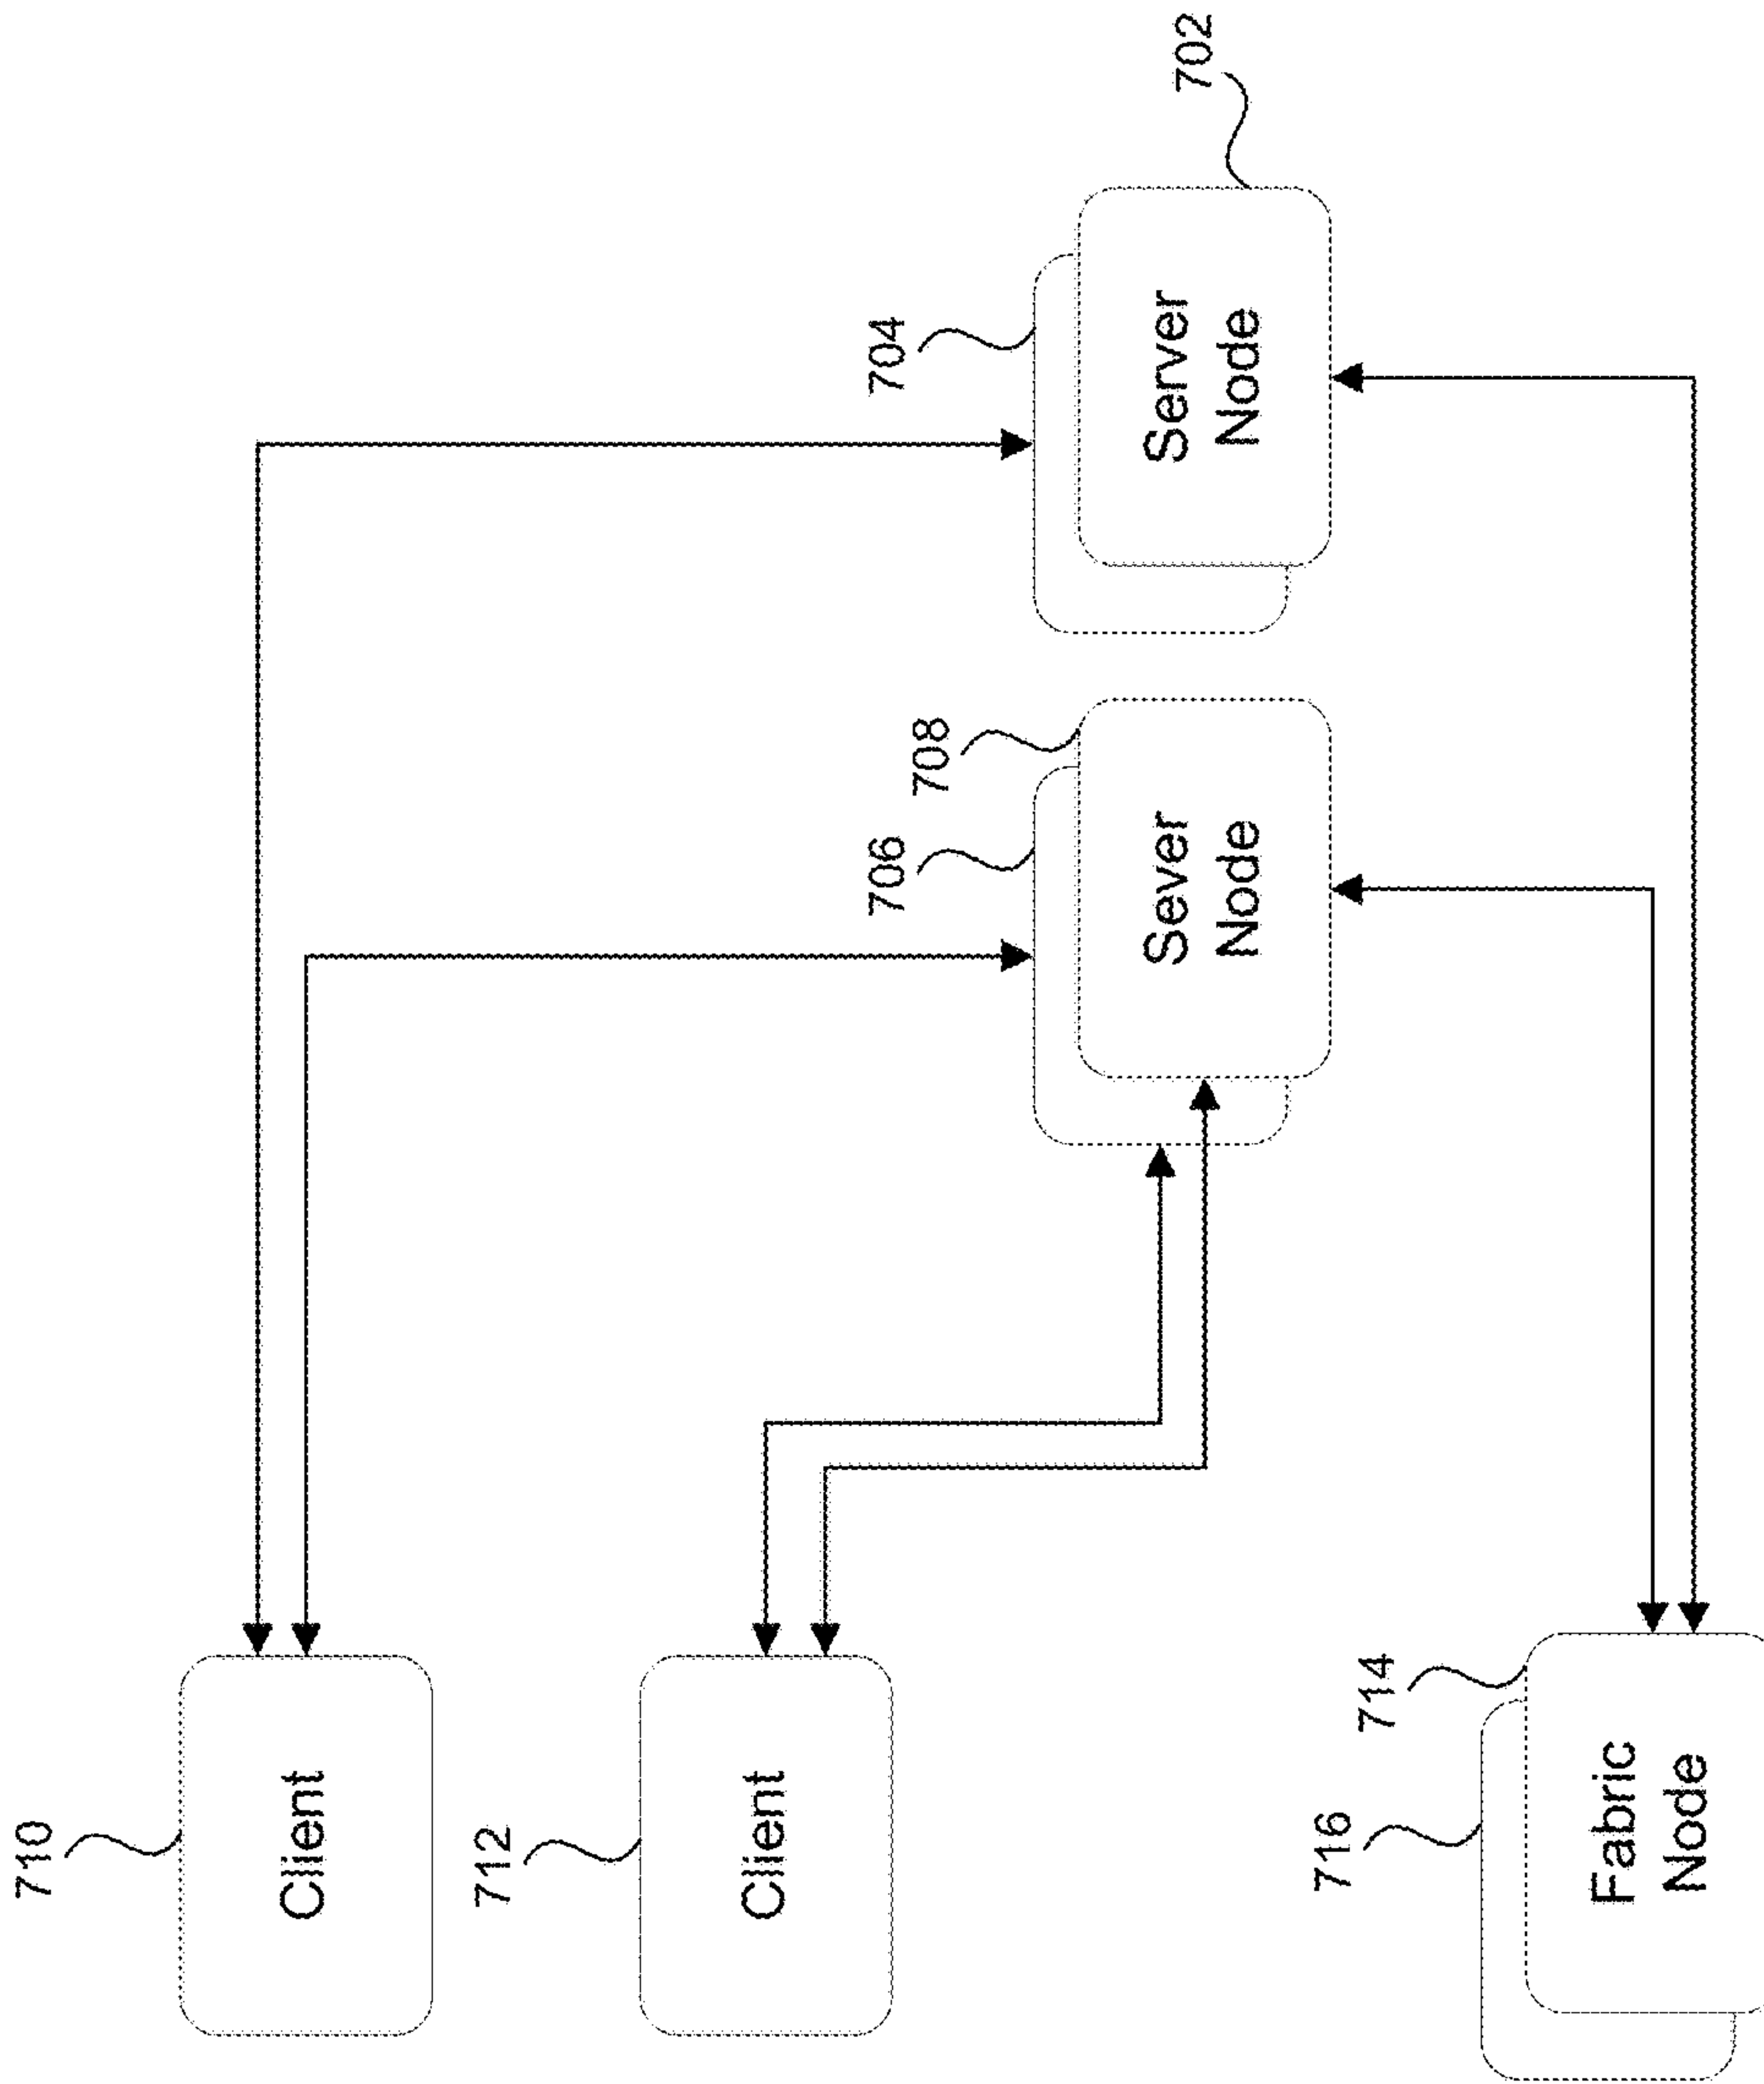 710
Client
712
Client
704
702
Server
Node
706
708
Sever
Node
716
714
Fabric
Node